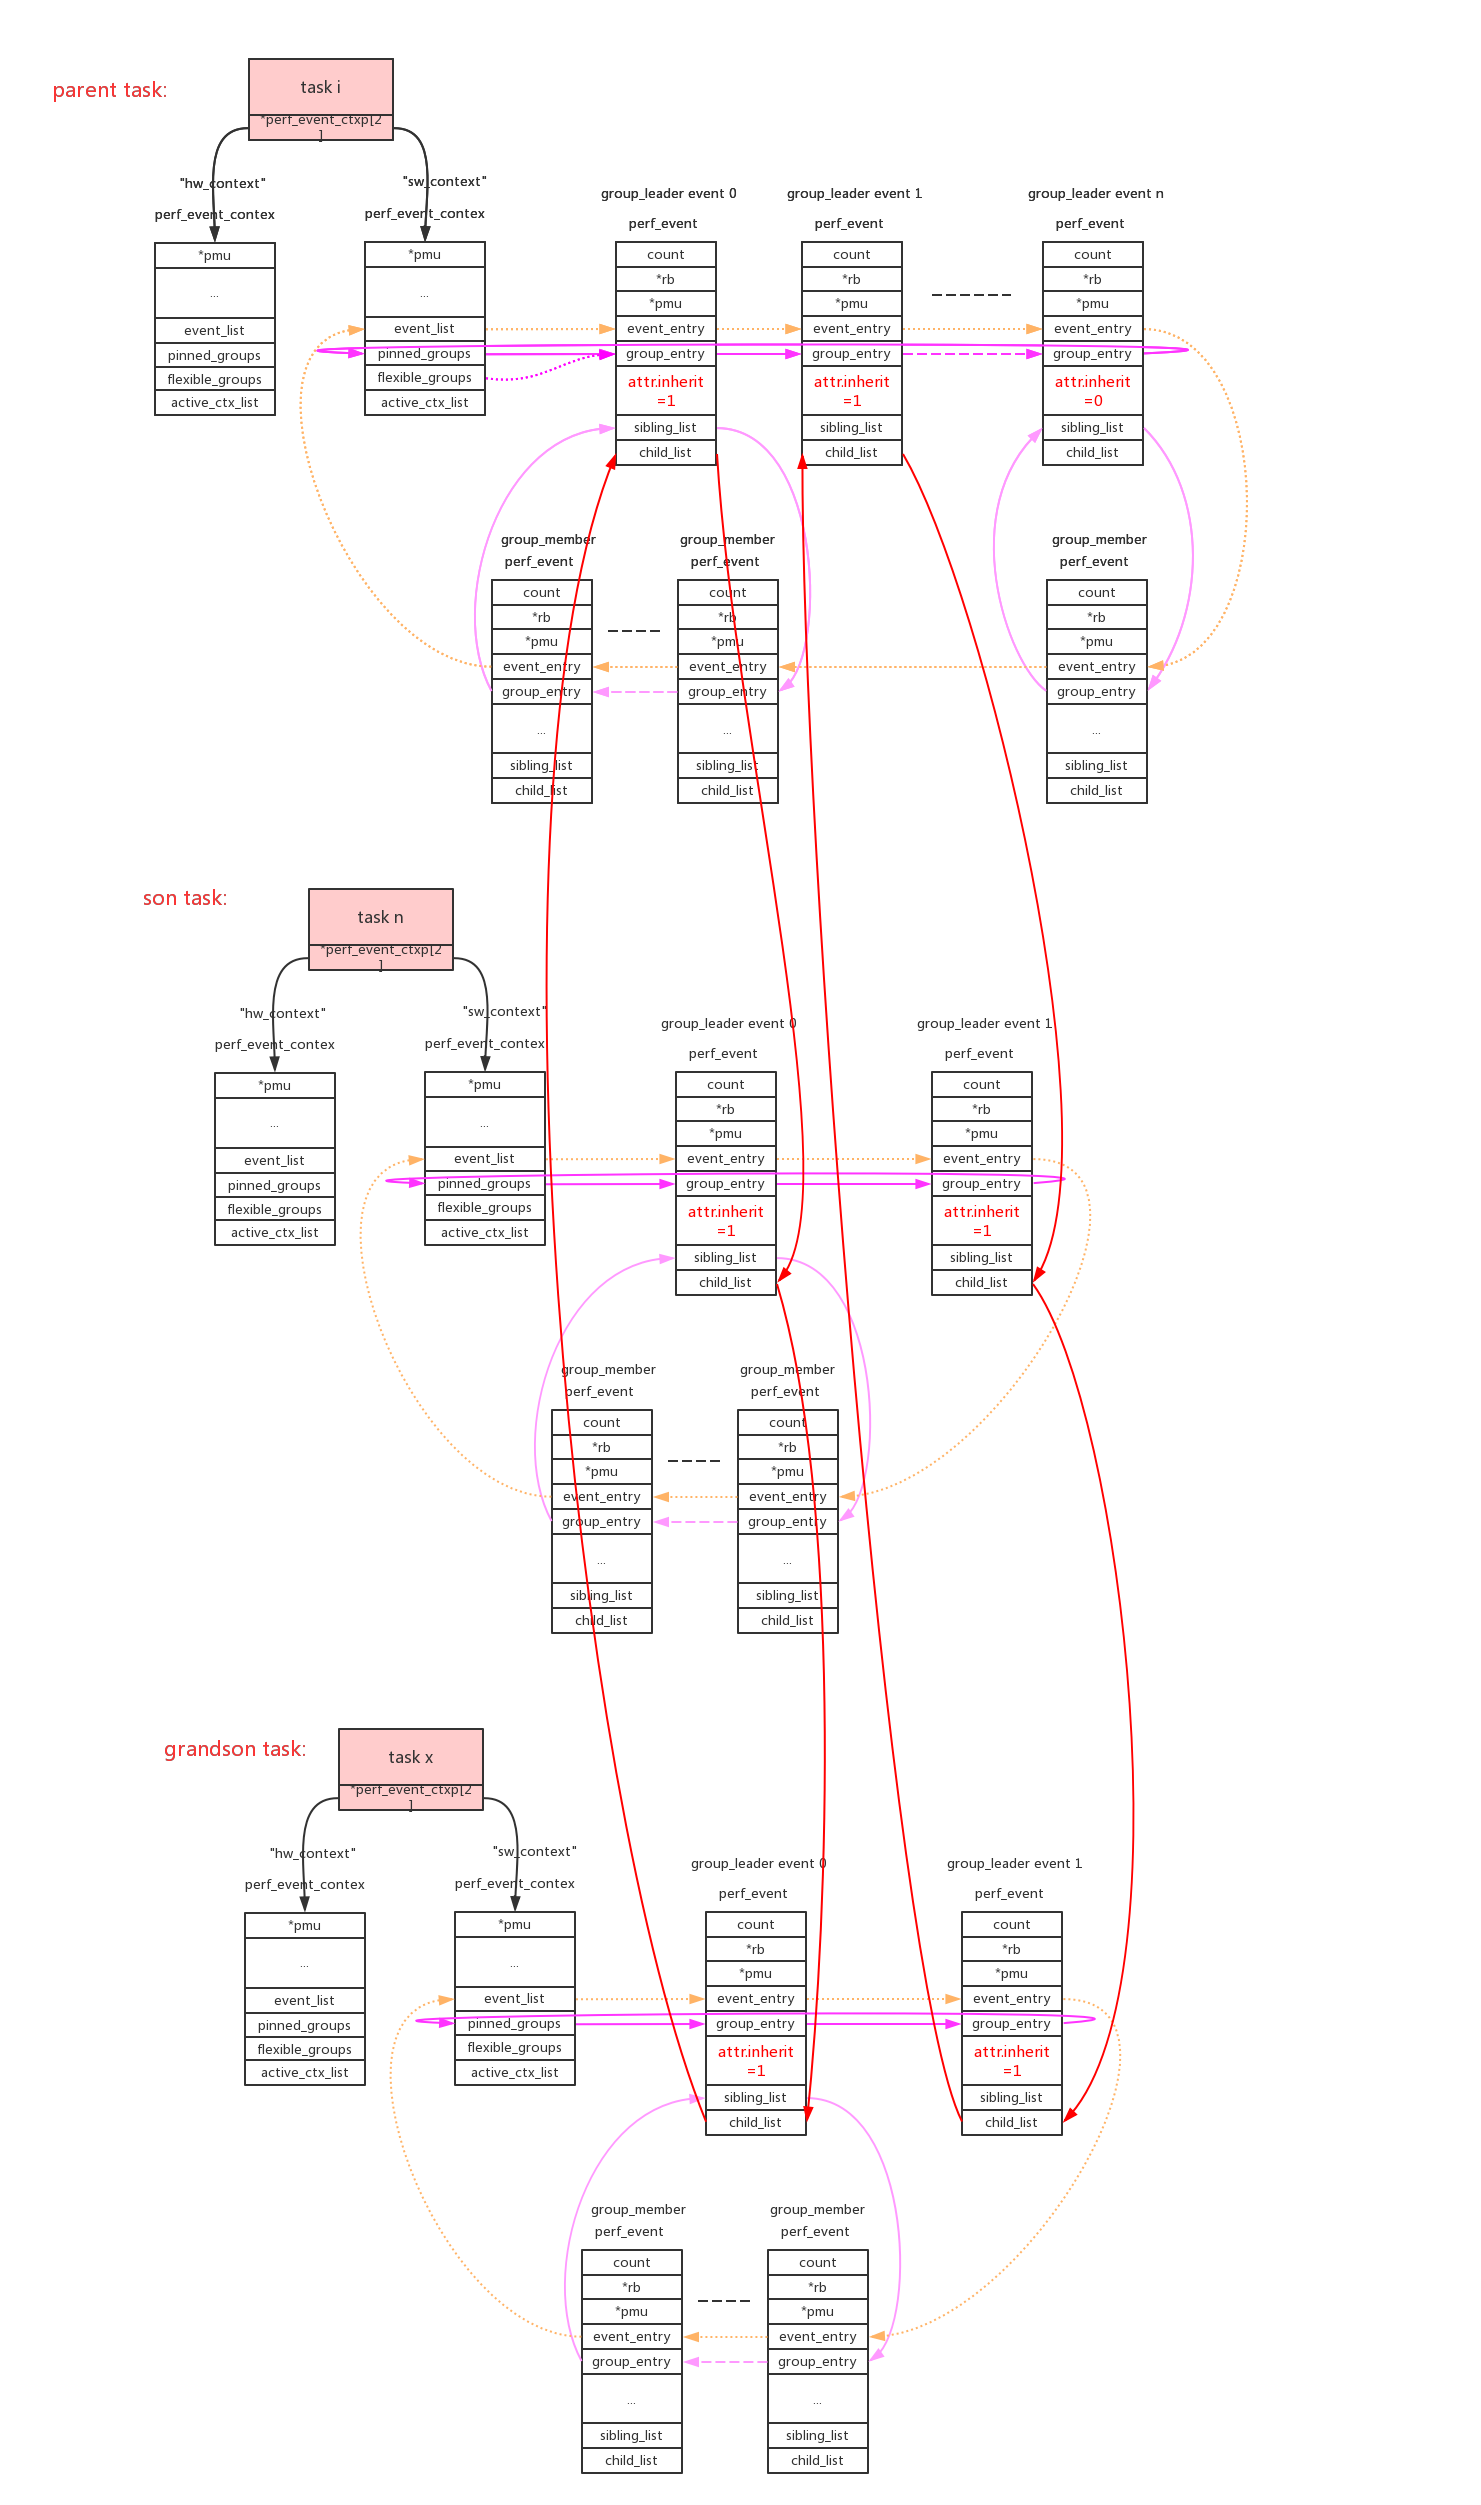 parent task:
task i
*perf_event_ctxp[2
]
"hw_context"
perf_event_contex
"sw_context"
perf_event_contex
group_leader event 0
perf_event
group_leader event 1
perf_event
group_leader event n
perf_event
*pmu
...
event_list
pinned_groups
flexible_groups
active_ctx_list
*pmu
...
event_list
pinned_groups
flexible_groups
active_ctx_list
count
*rb
*pmu
event_entry
group_entry
attr.inherit
=1
sibling_list
child_list
count
*rb
*pmu
event_entry
group_entry
attr.inherit
=1
sibling_list
child_list
count
*rb
*pmu
event_entry
group_entry
attr.inherit
=0
sibling_list
child_list
group_member
perf_event
count
*rb
*pmu
event_entry
group_entry
...
sibling_list
child_list
group_member
perf_event
count
*rb
*pmu
event_entry
group_entry
...
sibling_list
child_list
group_member
perf_event
count
*rb
*pmu
event_entry
group_entry
...
sibling_list
child_list
son task:
task n
*perf_event_ctxp[2
]
"hw_context"
perf_event_contex
"sw_context"
perf_event_contex
group_leader event 0
perf_event
group_leader event 1
perf_event
*pmu
...
event_list
pinned_groups
flexible_groups
active_ctx_list
*pmu
...
event_list
pinned_groups
flexible_groups
active_ctx_list
count
*rb
*pmu
event_entry
group_entry
attr.inherit
=1
sibling_list
child_list
count
*rb
*pmu
event_entry
group_entry
attr.inherit
=1
sibling_list
child_list
group_member
perf_event
count
*rb
*pmu
event_entry
group_entry
...
sibling_list
child_list
group_member
perf_event
count
*rb
*pmu
event_entry
group_entry
...
sibling_list
child_list
grandson task:
task x
*perf_event_ctxp[2
]
"hw_context"
perf_event_contex
"sw_context"
perf_event_contex
group_leader event 0
perf_event
group_leader event 1
perf_event
*pmu
...
event_list
pinned_groups
flexible_groups
active_ctx_list
*pmu
...
event_list
pinned_groups
flexible_groups
active_ctx_list
count
*rb
*pmu
event_entry
group_entry
attr.inherit
=1
sibling_list
child_list
count
*rb
*pmu
event_entry
group_entry
attr.inherit
=1
sibling_list
child_list
group_member
perf_event
count
*rb
*pmu
event_entry
group_entry
...
sibling_list
child_list
group_member
perf_event
count
*rb
*pmu
event_entry
group_entry
...
sibling_list
child_list